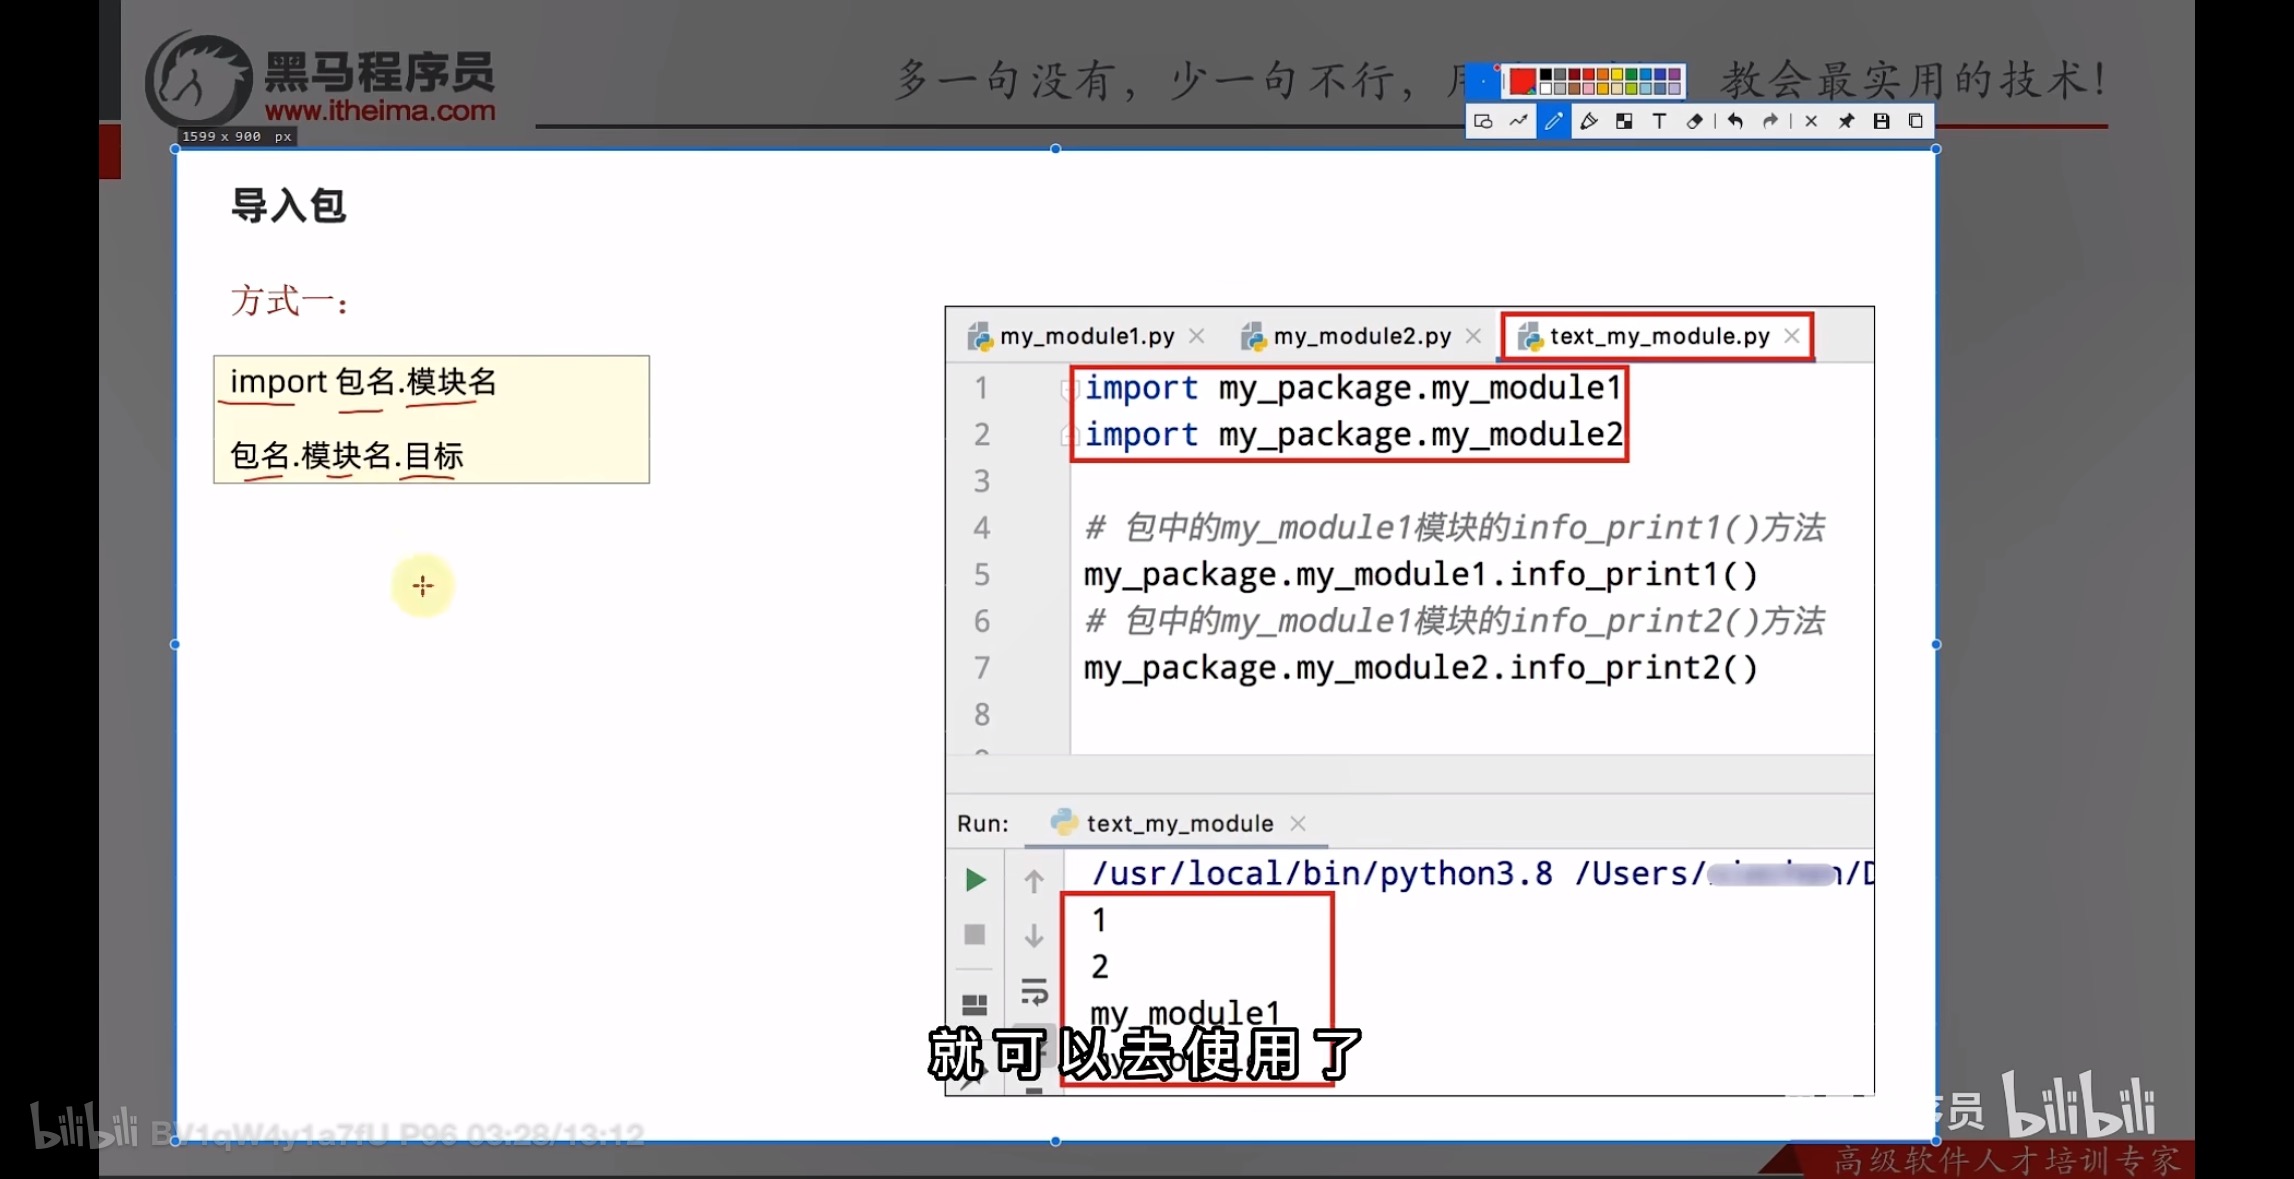 黑马程序员
www.itheima.com
多一句没有，少一句不行，用
教会最实用的技术！
1599 x 900 px
导入包
方式一：
import 包名.模块名
包名.模块名.目标
my_module1.py
my_module2.py
text_my_module.py
1 import my_package.my_module1
2 import my_package.my_module2
3
4 # 包中的my_module1模块的info_print1()方法
5 my_package.my_module1.info_print1()
6 # 包中的my_module1模块的info_print2()方法
7 my_package.my_module2.info_print2()
8
Run: text_my_module
/usr/local/bin/python3.8 /Users/
1
2
my_module1
就可以去使用了
bilibili BV1qW4y1a7fU P96 03:28/13:12
员 bilibili
高级软件人才培训专家